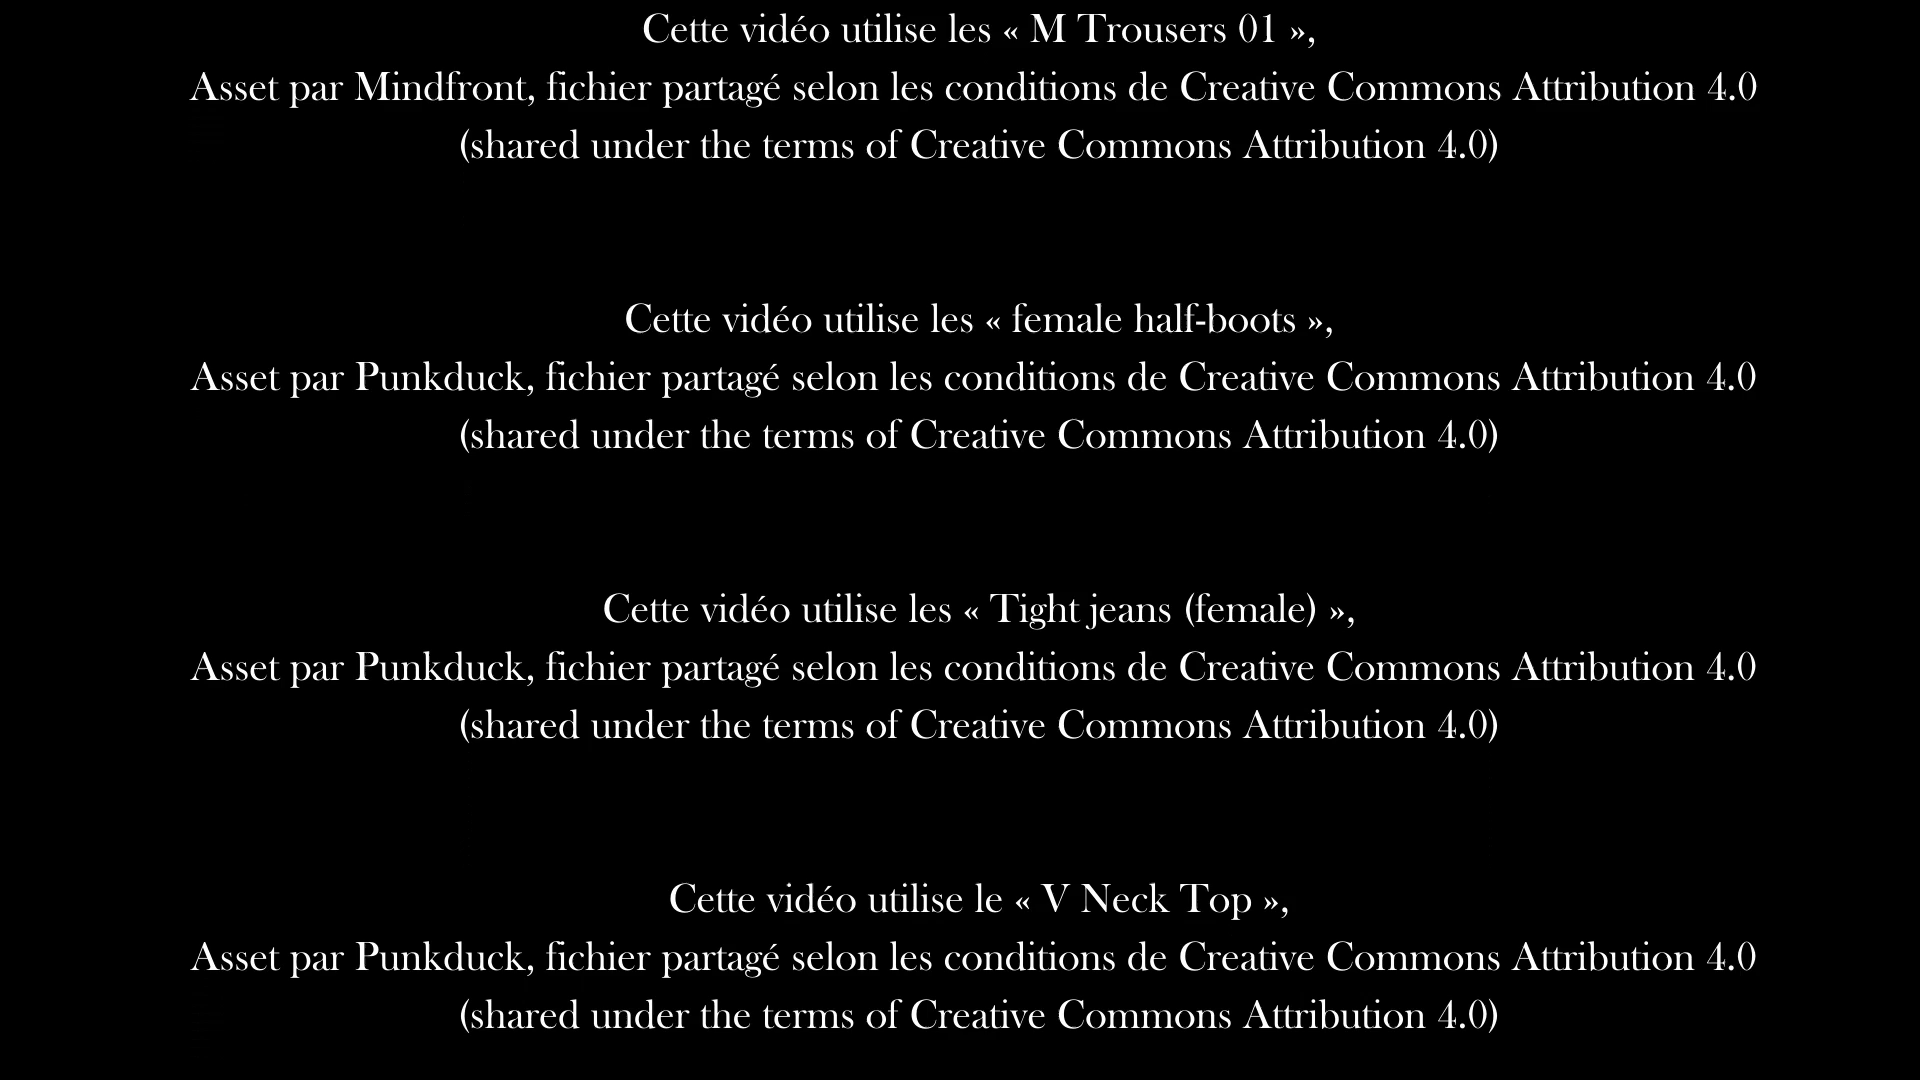 Cette vidéo utilise les « M Trousers 01 »,
Asset par Mindfront, fichier partagé selon les conditions de Creative Commons Attribution 4.0
(shared under the terms of Creative Commons Attribution 4.0)
Cette vidéo utilise les « female half-boots »,
Asset par Punkduck, fichier partagé selon les conditions de Creative Commons Attribution 4.0
(shared under the terms of Creative Commons Attribution 4.0)
Cette vidéo utilise les « Tight jeans (female) »,
Asset par Punkduck, fichier partagé selon les conditions de Creative Commons Attribution 4.0
(shared under the terms of Creative Commons Attribution 4.0)
Cette vidéo utilise le « V Neck Top »,
Asset par Punkduck, fichier partagé selon les conditions de Creative Commons Attribution 4.0
(shared under the terms of Creative Commons Attribution 4.0)